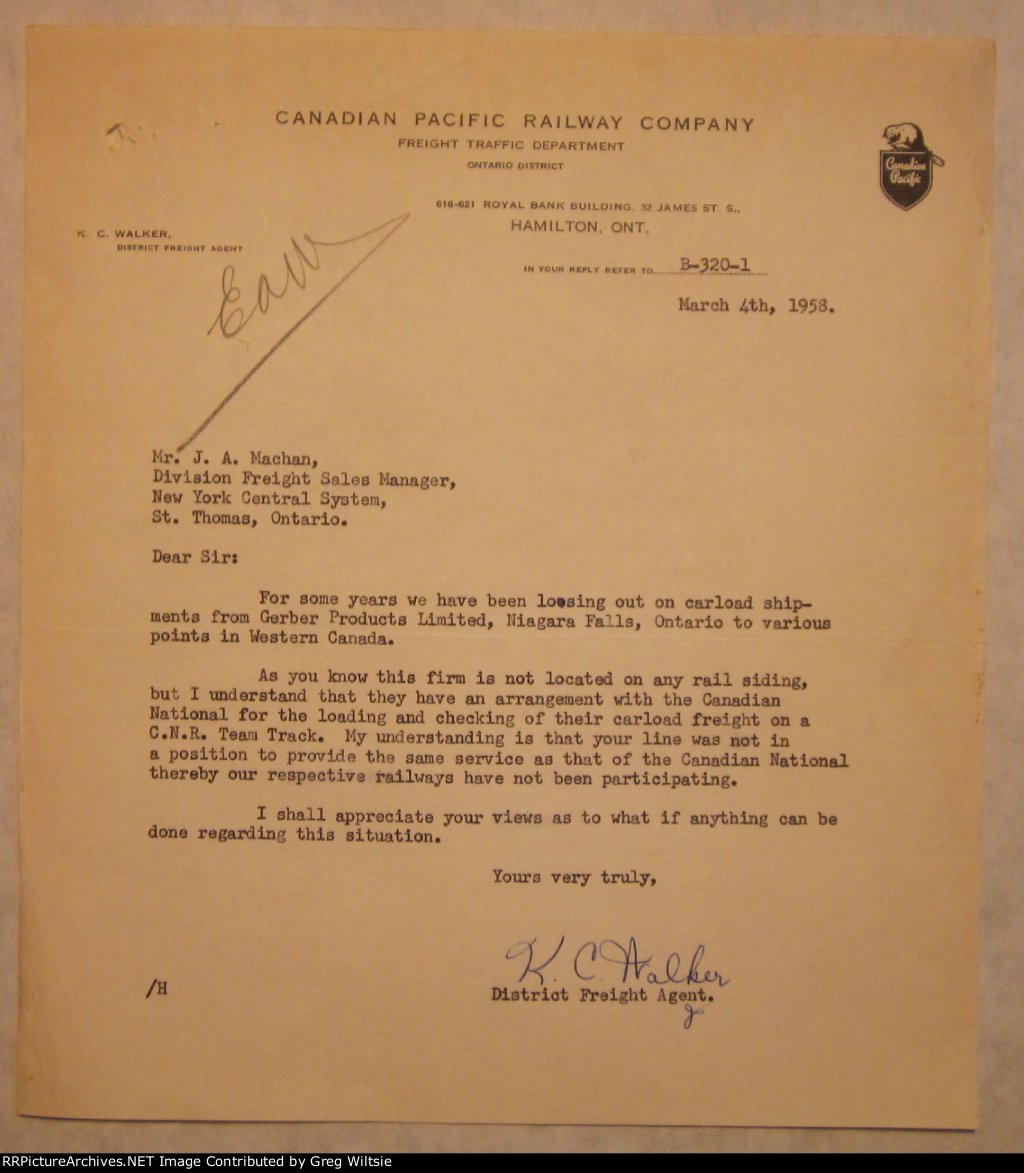 CANADIAN PACIFIC RAILWAY COMPANY
FREIGHT TRAFFIC DEPARTMENT
ONTARIO DISTRICT
Canadian
Pacific
616-621 ROYAL BANK BUILDING, 32 JAMES ST. S.,
HAMILTON, ONT.
K. C. WALKER,
DISTRICT FREIGHT AGENT
IN YOUR REPLY REFER TO B-320-1
March 4th, 1958.
Mr. J. A. Machan,
Division Freight Sales Manager,
New York Central System,
St. Thomas, Ontario.
Dear Sir:
For some years we have been loosing out on carload ship-
ments from Gerber Products Limited, Niagara Falls, Ontario to various
points in Western Canada.
As you know this firm is not located on any rail siding,
but I understand that they have an arrangement with the Canadian
National for the loading and checking of their carload freight on a
C.N.R. Team Track. My understanding is that your line was not in
a position to provide the same service as that of the Canadian National
thereby our respective railways have not been participating.
I shall appreciate your views as to what if anything can be
done regarding this situation.
Yours very truly,
K. C. Walker
/H
District Freight Agent.
RRPictureArchives.NET Image Contributed by Greg Wiltsie